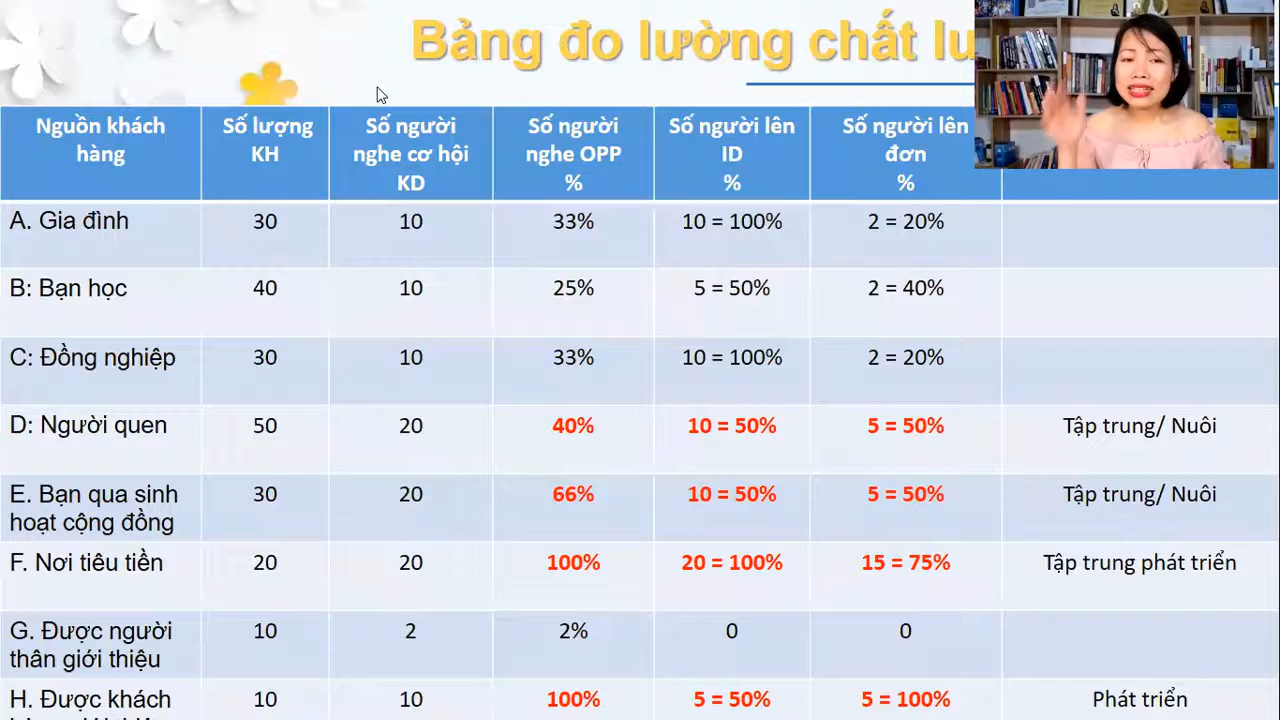 Bảng đo lường chất lư
Nguồn khách hàng
Số lượng KH
Số người nghe cơ hội KD
Số người nghe OPP %
Số người lên ID %
Số người lên đơn %
A. Gia đình 30 10 33% 10 = 100% 2 = 20%
B: Bạn học 40 10 25% 5 = 50% 2 = 40%
C: Đồng nghiệp 30 10 33% 10 = 100% 2 = 20%
D: Người quen 50 20 40% 10 = 50% 5 = 50% Tập trung/ Nuôi
E. Bạn qua sinh hoạt cộng đồng 30 20 66% 10 = 50% 5 = 50% Tập trung/ Nuôi
F. Nơi tiêu tiền 20 20 100% 20 = 100% 15 = 75% Tập trung phát triển
G. Được người thân giới thiệu 10 2 2% 0 0
H. Được khách 10 10 100% 5 = 50% 5 = 100% Phát triển